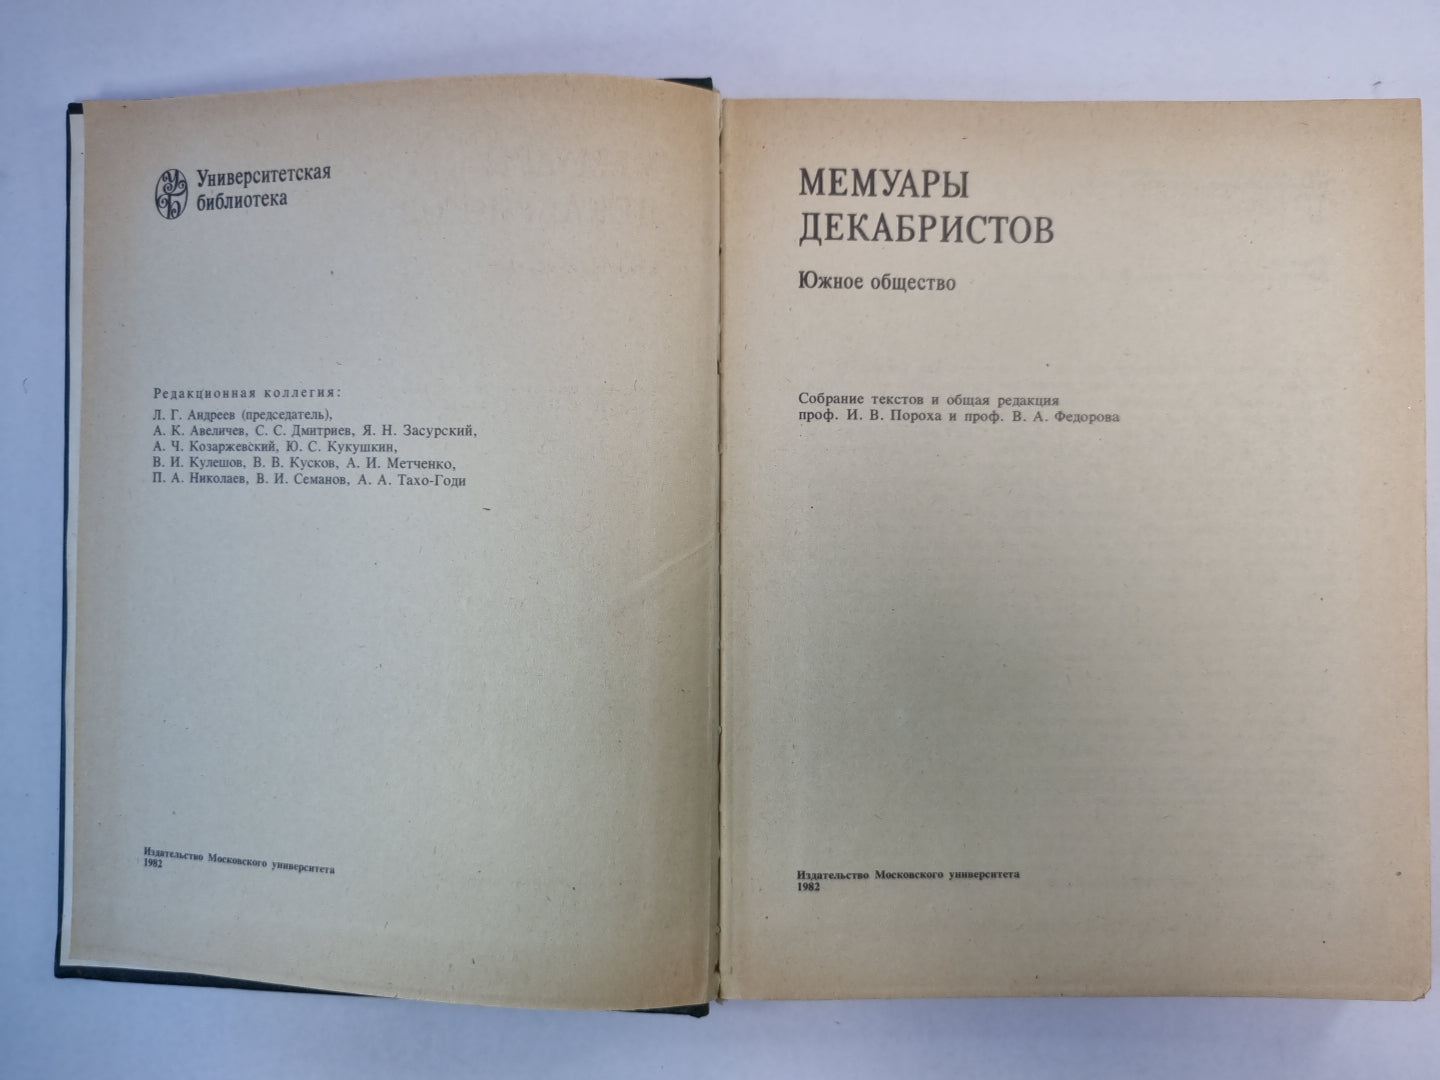 Университетская
библиотека
Редакционная коллегия:
Л. Г. Андреев (председатель),
А. К. Авеличев, С. С. Дмитриев, Я. Н. Засурский,
А. Ч. Козаржевский, Ю. С. Кукушкин,
В. И. Кулешов, В. В. Кусков, А. И. Метченко,
П. А. Николаев, В. И. Семанов, А. А. Тахо-Годи
Издательство Московского университета
1982
МЕМУАРЫ
ДЕКАБРИСТОВ
Южное общество
Собрание текстов и общая редакция
проф. И. В. Пороха и проф. В. А. Федорова
Издательство Московского университета
1982